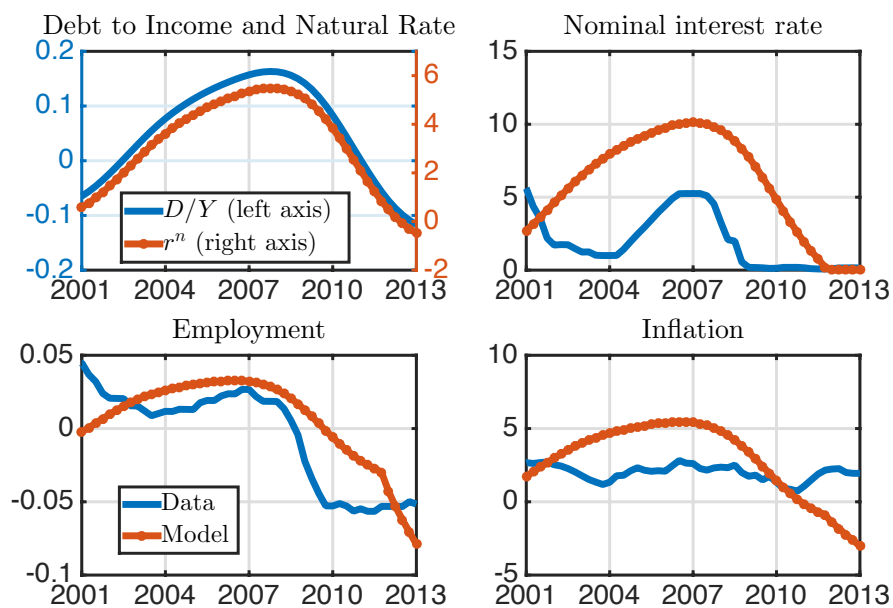 Debt to Income and Natural Rate
0.2
0.1
0
-0.1
-0.2
6
4
2
0
-2
D/Y (left axis)
r^n (right axis)
2001 2004 2007 2010 2013
Nominal interest rate
15
10
5
0
2001 2004 2007 2010 2013
Employment
0.05
0
-0.05
-0.1
Data
Model
2001 2004 2007 2010 2013
Inflation
10
5
0
-5
2001 2004 2007 2010 2013